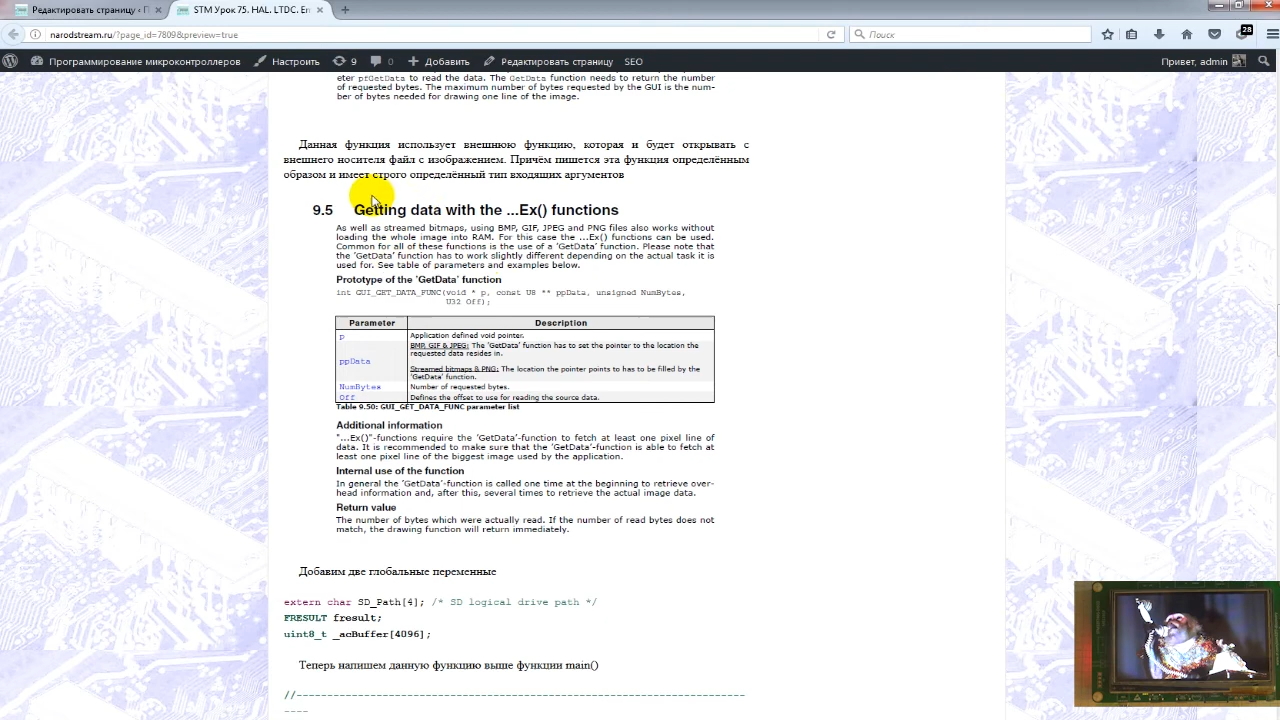 Редактировать страницу ‹ П
STM Урок 75. HAL. LTDC. En
narodstream.ru/?page_id=7809&preview=true
Поиск
28
Программирование микроконтроллеров
Настроить
9
0
Добавить
Редактировать страницу
SEO
Привет, admin
eter pfGetData to read the data. The GetData function needs to return the number
of requested bytes. The maximum number of bytes requested by the GUI is the num-
ber of bytes needed for drawing one line of the image.
Данная функция использует внешнюю функцию, которая и будет открывать с
внешнего носителя файл с изображением. Причём пишется эта функция определённым
образом и имеет строго определённый тип входящих аргументов
9.5 Getting data with the ...Ex() functions
As well as streamed bitmaps, using BMP, GIF, JPEG and PNG files also works without
loading the whole image into RAM. For this case the ...Ex() functions can be used.
Common for all of these functions is the use of a 'GetData' function. Please note that
the 'GetData' function has to work slightly different depending on the actual task it is
used for. See table of parameters and examples below.
Prototype of the 'GetData' function
int GUI_GET_DATA_FUNC(void * p, const U8 ** ppData, unsigned NumBytes,
U32 Off);
Parameter Description
p Application defined void pointer.
BMP, GIF & JPEG: The 'GetData' function has to set the pointer to the location the
requested data resides in.
ppData
Streamed bitmaps & PNG: The location the pointer points to has to be filled by the
'GetData' function.
NumBytes Number of requested bytes.
Off Defines the offset to use for reading the source data.
Table 9.50: GUI_GET_DATA_FUNC parameter list
Additional information
"...Ex()"-functions require the 'GetData'-function to fetch at least one pixel line of
data. It is recommended to make sure that the 'GetData'-function is able to fetch at
least one pixel line of the biggest image used by the application.
Internal use of the function
In general the 'GetData'-function is called one time at the beginning to retrieve over-
head information and, after this, several times to retrieve the actual image data.
Return value
The number of bytes which were actually read. If the number of read bytes does not
match, the drawing function will return immediately.
Добавим две глобальные переменные
extern char SD_Path[4]; /* SD logical drive path */
FRESULT fresult;
uint8_t _acBuffer[4096];
Теперь напишем данную функцию выше функции main()
//------------------------------------------------------------------------
----